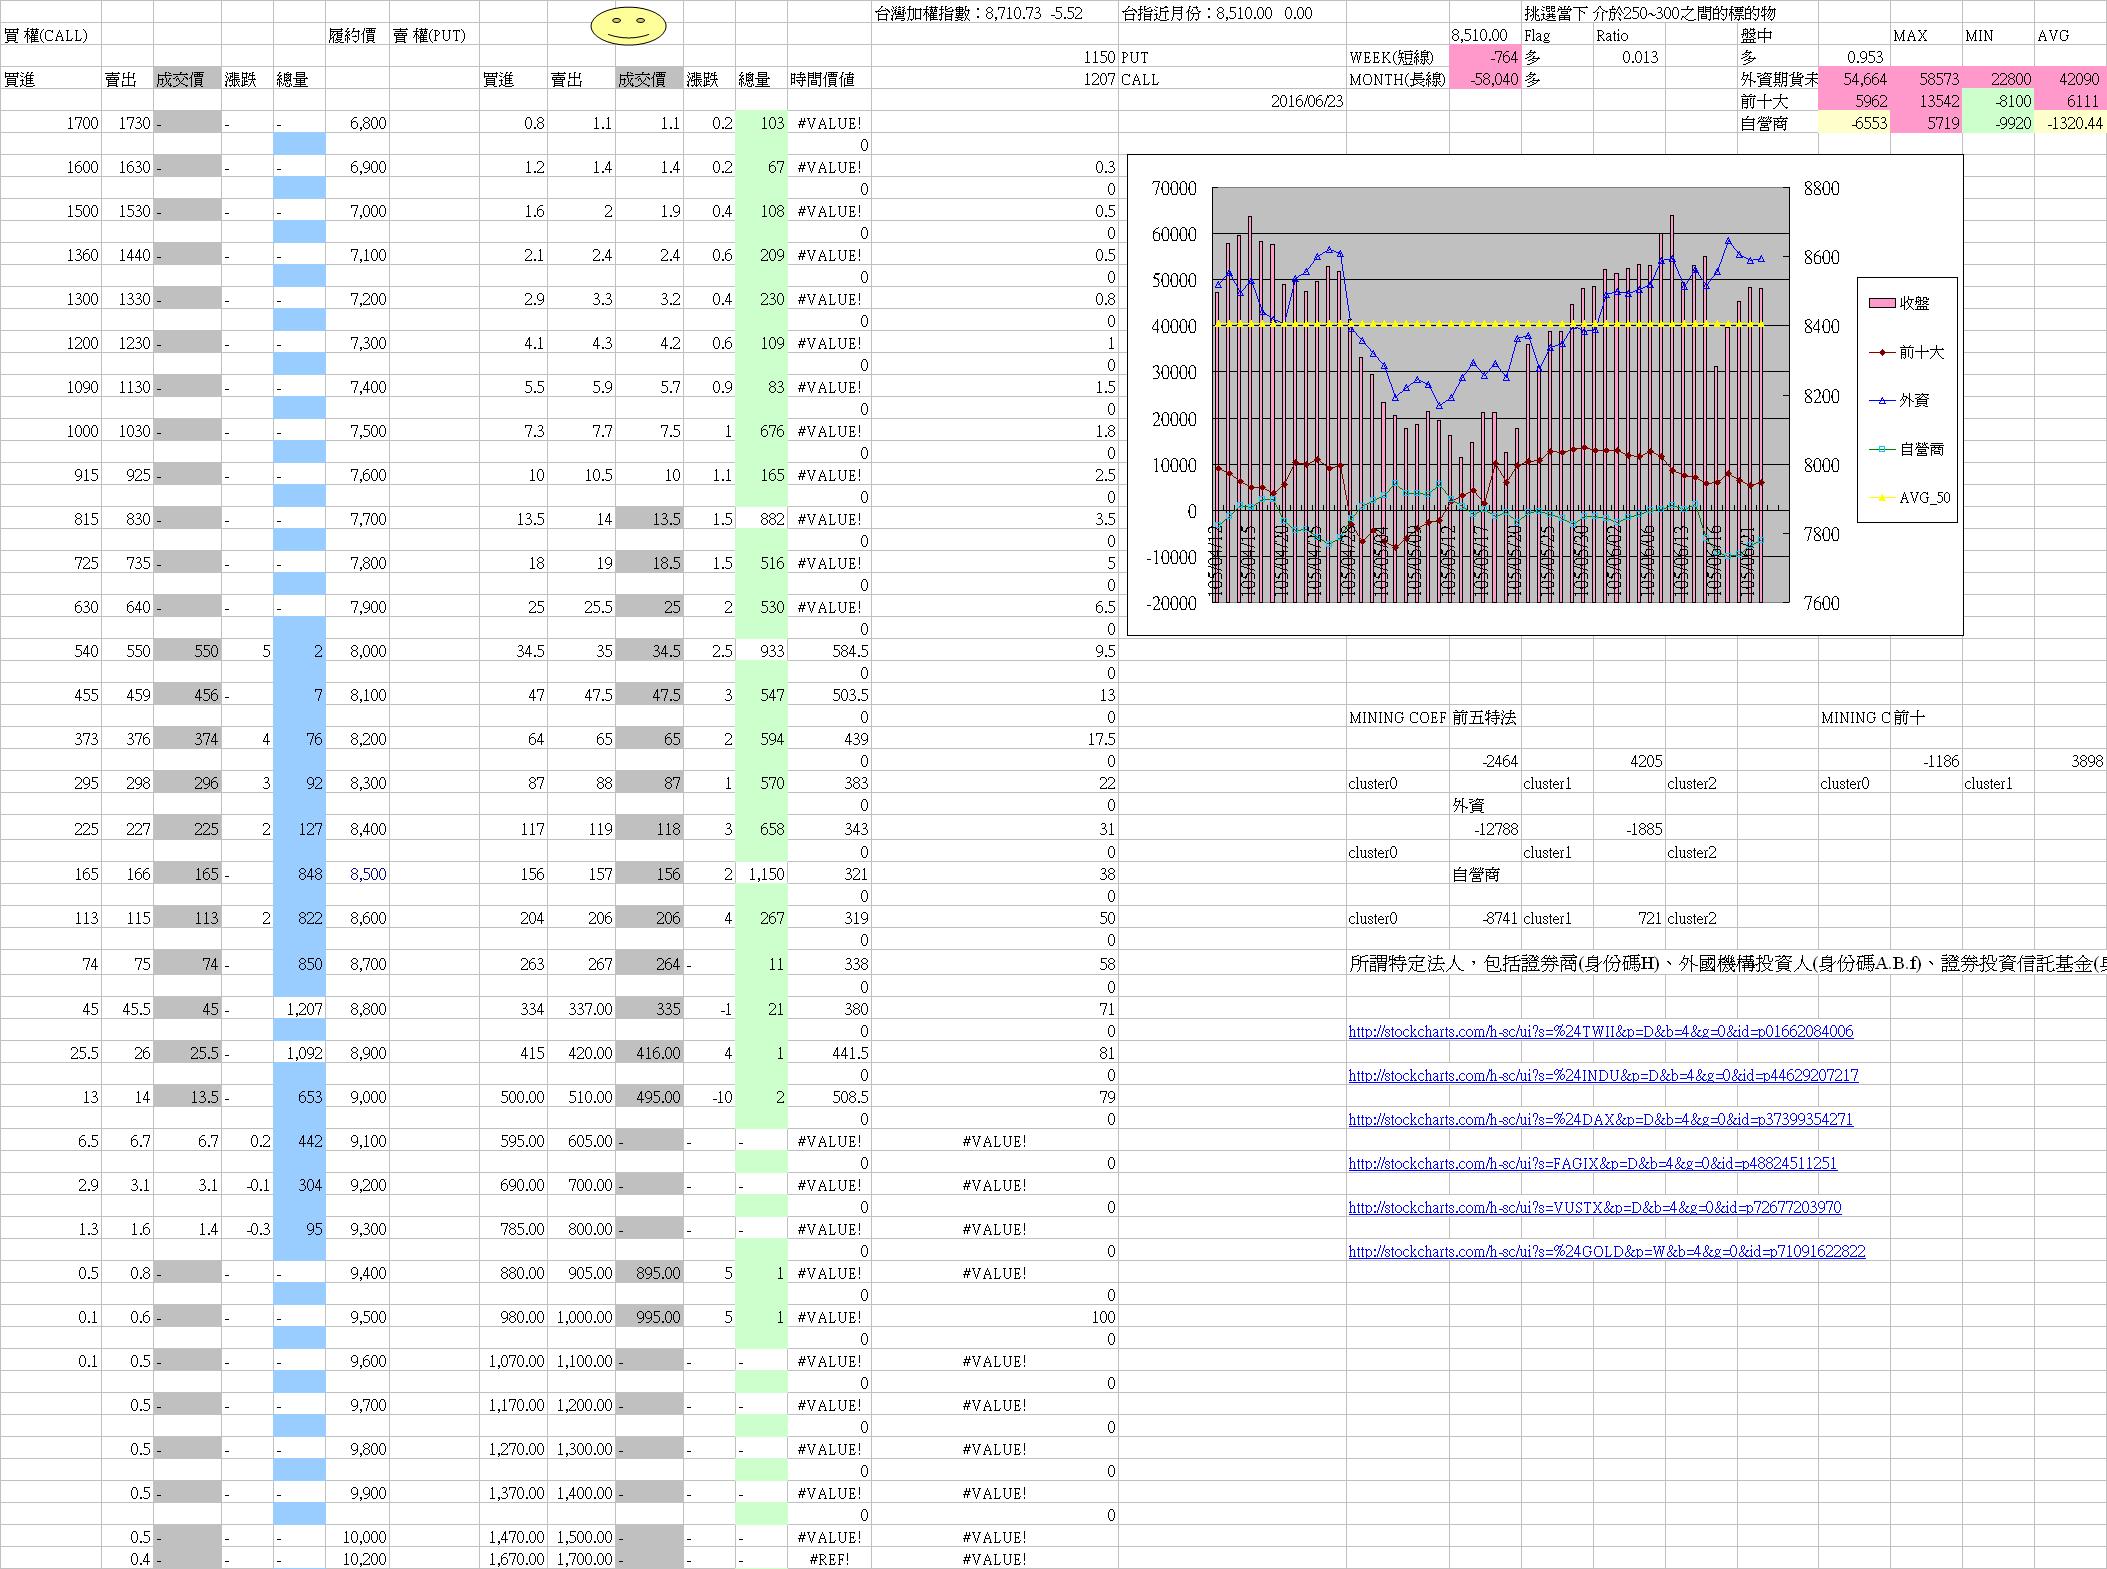 台灣加權指數：8,710.73 -5.52 台指近月份：8,510.00 0.00 挑選當下 介於250~300之間的標的物
買 權(CALL) 履約價 賣 權(PUT) 8,510.00 Flag Ratio 盤中 MAX MIN AVG
1150 PUT WEEK(短線) -764 多 0.013 多 0.953
買進 賣出 成交價 漲跌 總量 買進 賣出 成交價 漲跌 總量 時間價值 1207 CALL MONTH(長線) -58,040 多 外資期貨未 54,664 58573 22800 42090
2016/06/23 前十大 5962 13542 -8100 6111
1700 1730 - - - 6,800 0.8 1.1 1.1 0.2 103 #VALUE! 自營商 -6553 5719 -9920 -1320.44
0
1600 1630 - - - 6,900 1.2 1.4 1.4 0.2 67 #VALUE! 0.3
0 0
1500 1530 - - - 7,000 1.6 2 1.9 0.4 108 #VALUE! 0.5
0 0
1360 1440 - - - 7,100 2.1 2.4 2.4 0.6 209 #VALUE! 0.5
0 0
1300 1330 - - - 7,200 2.9 3.3 3.2 0.4 230 #VALUE! 0.8
0 0
1200 1230 - - - 7,300 4.1 4.3 4.2 0.6 109 #VALUE! 1
0 0
1090 1130 - - - 7,400 5.5 5.9 5.7 0.9 83 #VALUE! 1.5
0 0
1000 1030 - - - 7,500 7.3 7.7 7.5 1 676 #VALUE! 1.8
0 0
915 925 - - - 7,600 10 10.5 10 1.1 165 #VALUE! 2.5
0 0
815 830 - - - 7,700 13.5 14 13.5 1.5 882 #VALUE! 3.5
0 0
725 735 - - - 7,800 18 19 18.5 1.5 516 #VALUE! 5
0 0
630 640 - - - 7,900 25 25.5 25 2 530 #VALUE! 6.5
0 0
70000 8800
60000 8600
50000
40000 8400
30000 8200
20000
10000 8000
0 7800
-10000
-20000 7600
105/04/12 105/04/15 105/04/20 105/04/25 105/04/28 105/05/04 105/05/09 105/05/12 105/05/17 105/05/20 105/05/25 105/05/30 105/06/02 105/06/06 105/06/13 105/06/16 105/06/21
收盤
前十大
外資
自營商
AVG_50
540 550 550 5 2 8,000 34.5 35 34.5 2.5 933 584.5 9.5
0 0
455 459 456 - 7 8,100 47 47.5 47.5 3 547 503.5 13
0 0 MINING COEF 前五特法 MINING C 前十
373 376 374 4 76 8,200 64 65 65 2 594 439 17.5
0 0 -2464 4205 -1186 3898
295 298 296 3 92 8,300 87 88 87 1 570 383 22 cluster0 cluster1 cluster2 cluster0 cluster1
0 0 外資
225 227 225 2 127 8,400 117 119 118 3 658 343 31 -12788 -1885
0 0 cluster0 cluster1 cluster2
165 166 165 - 848 8,500 156 157 156 2 1,150 321 38 自營商
0 0
113 115 113 2 822 8,600 204 206 206 4 267 319 50 cluster0 -8741 cluster1 721 cluster2
0 0
74 75 74 - 850 8,700 263 267 264 - 11 338 58 所謂特定法人，包括證券商(身份碼H)、外國機構投資人(身份碼A.B.f)、證券投資信託基金(
0 0
45 45.5 45 - 1,207 8,800 334 337.00 335 -1 21 380 71
0 0 http://stockcharts.com/h-sc/ui?s=%24TWII&p=D&b=4&g=0&id=p01662084006
25.5 26 25.5 - 1,092 8,900 415 420.00 416.00 4 1 441.5 81
0 0 http://stockcharts.com/h-sc/ui?s=%24INDU&p=D&b=4&g=0&id=p44629207217
13 14 13.5 - 653 9,000 500.00 510.00 495.00 -10 2 508.5 79
0 0 http://stockcharts.com/h-sc/ui?s=%24DAX&p=D&b=4&g=0&id=p37399354271
6.5 6.7 6.7 0.2 442 9,100 595.00 605.00 - - - #VALUE! #VALUE!
0 0 http://stockcharts.com/h-sc/ui?s=FAGIX&p=D&b=4&g=0&id=p48824511251
2.9 3.1 3.1 -0.1 304 9,200 690.00 700.00 - - - #VALUE! #VALUE!
0 0 http://stockcharts.com/h-sc/ui?s=VUSTX&p=D&b=4&g=0&id=p72677203970
1.3 1.6 1.4 -0.3 95 9,300 785.00 800.00 - - - #VALUE! #VALUE!
0 0 http://stockcharts.com/h-sc/ui?s=%24GOLD&p=W&b=4&g=0&id=p71091622822
0.5 0.8 - - - 9,400 880.00 905.00 895.00 5 1 #VALUE! #VALUE!
0 0
0.1 0.6 - - - 9,500 980.00 1,000.00 995.00 5 1 #VALUE! 100
0 0
0.1 0.5 - - - 9,600 1,070.00 1,100.00 - - - #VALUE! #VALUE!
0 0
0.5 - - - 9,700 1,170.00 1,200.00 - - - #VALUE! #VALUE!
0 0
0.5 - - - 9,800 1,270.00 1,300.00 - - - #VALUE! #VALUE!
0 0
0.5 - - - 9,900 1,370.00 1,400.00 - - - #VALUE! #VALUE!
0 0
0.5 - - - 10,000 1,470.00 1,500.00 - - - #VALUE! #VALUE!
0.4 - - - 10,200 1,670.00 1,700.00 - - - #REF! #VALUE!